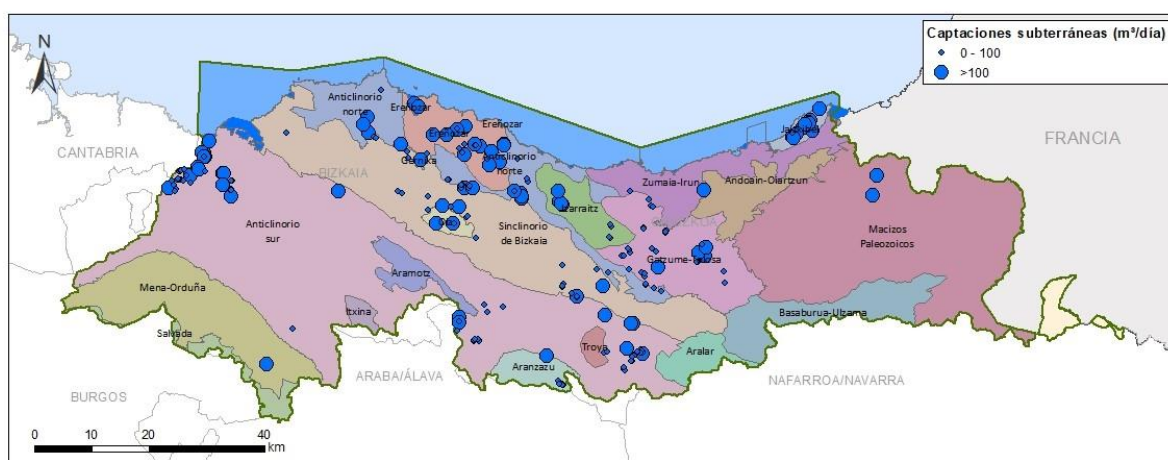 Captaciones subterráneas (m³/día)
0 - 100
>100
N
CANTABRIA
FRANCIA
BIZKAIA
Anticlinorio
norte
Ereñozar
Ereñozar
Ereñozar
Gernika
Anticlinorio
norte
Jaizkibel
Zumaia-Irun
Andoain-Oiartzun
Izarraitz
Anticlinorio
sur
Sinclinorio
de Bizkaia
Macizos
Paleozoicos
Gatzume-Tolosa
Aramotz
Mena-Orduña
Itxina
Basaburua-Ulzama
Salvada
Troya
Aralar
Aranzazu
ARABA/ÁLAVA
NAFARROA/NAVARRA
BURGOS
0 10 20 40
km